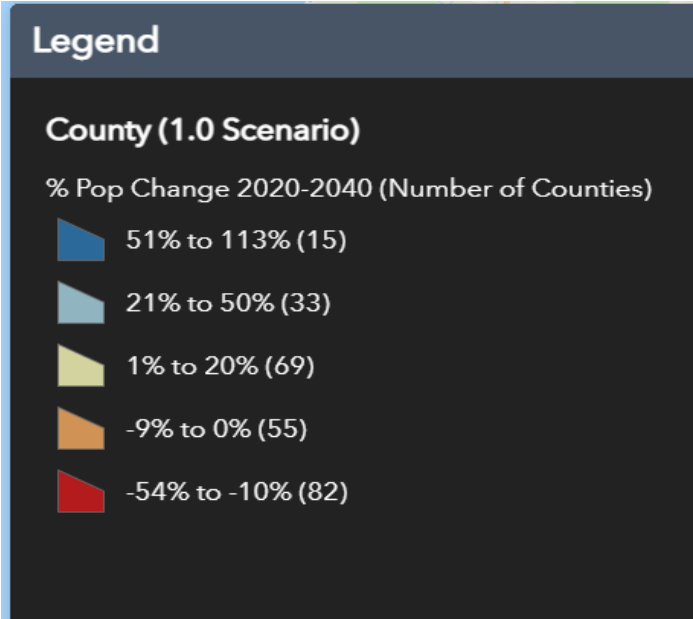 Legend
County (1.0 Scenario)
% Pop Change 2020-2040 (Number of Counties)
51% to 113% (15)
21% to 50% (33)
1% to 20% (69)
-9% to 0% (55)
-54% to -10% (82)